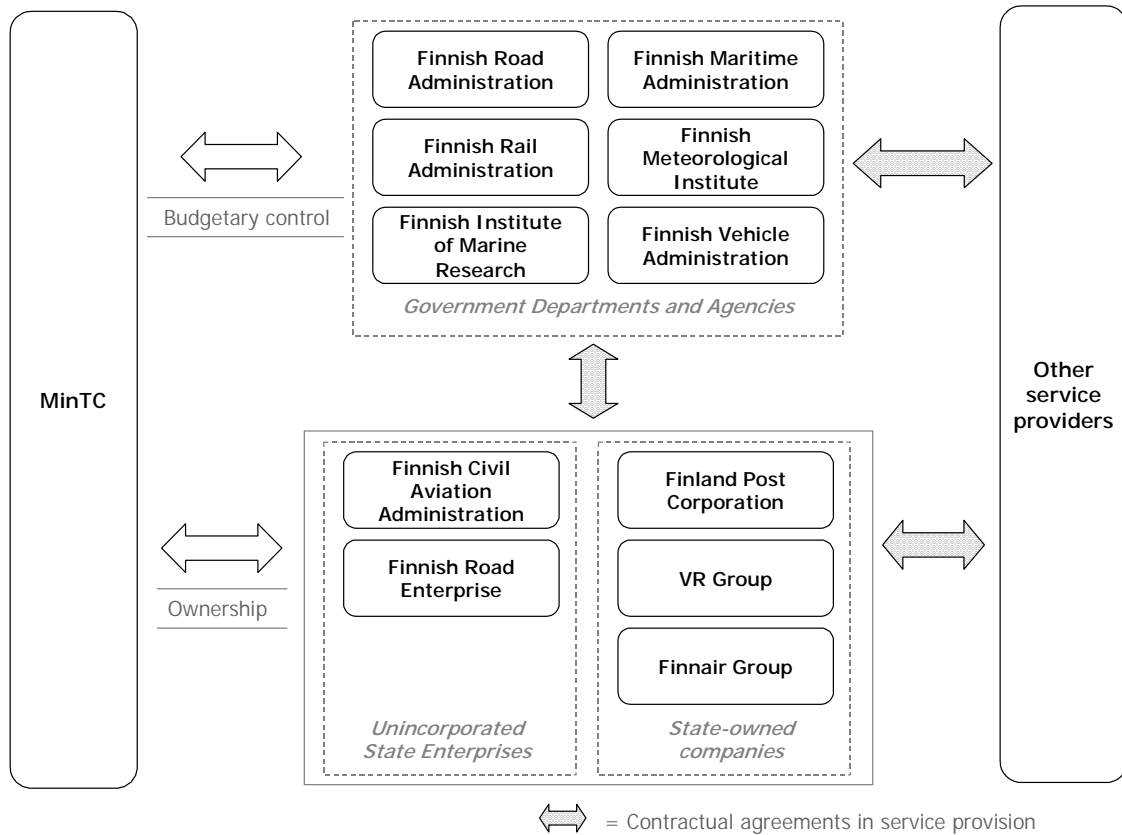 MinTC
Budgetary control
Ownership
Finnish Road
Administration
Finnish Maritime
Administration
Finnish Rail
Administration
Finnish
Meteorological
Institute
Finnish Institute
of Marine
Research
Finnish Vehicle
Administration
Government Departments and Agencies
Finnish Civil
Aviation
Administration
Finnish Road
Enterprise
Unincorporated
State Enterprises
Finland Post
Corporation
VR Group
Finnair Group
State-owned
companies
Other
service
providers
= Contractual agreements in service provision